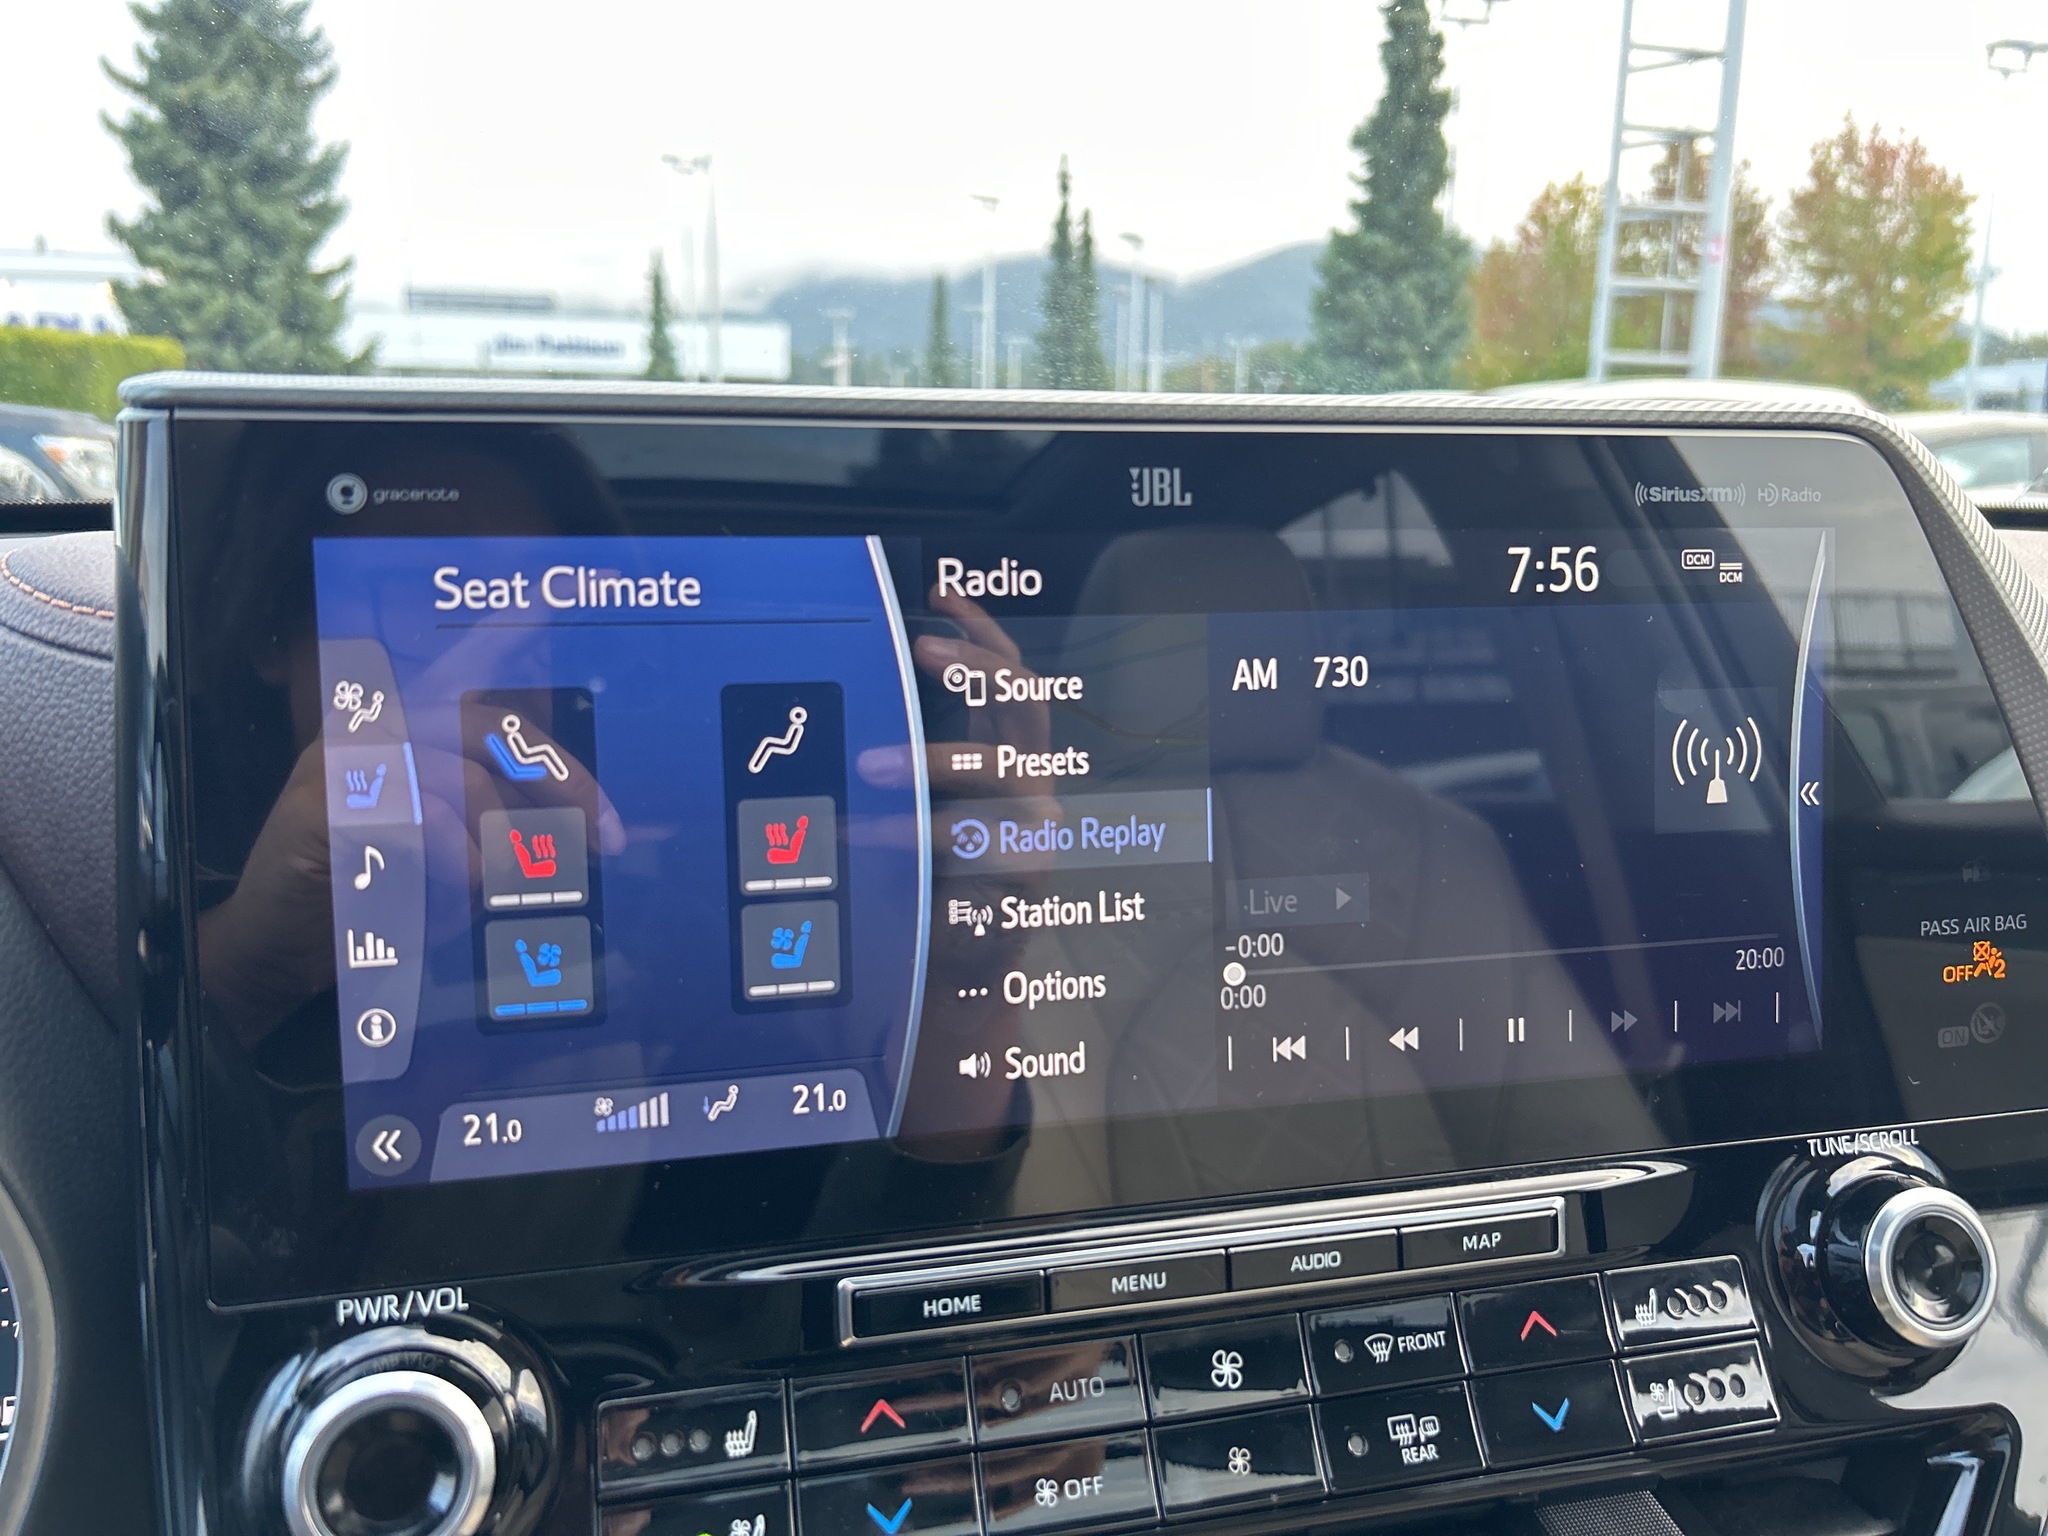 gracenote
JBL
((SiriusXM))
HD Radio
Seat Climate
Radio
7:56
DCM
DCM
Source
AM 730
Presets
Radio Replay
Station List
Live
-0:00
20:00
0:00
Options
Sound
21.0
21.0
PASS AIR BAG
OFF 2
ON
TUNE/SCROLL
PWR/VOL
HOME
MENU
AUDIO
MAP
AUTO
FRONT
OFF
REAR